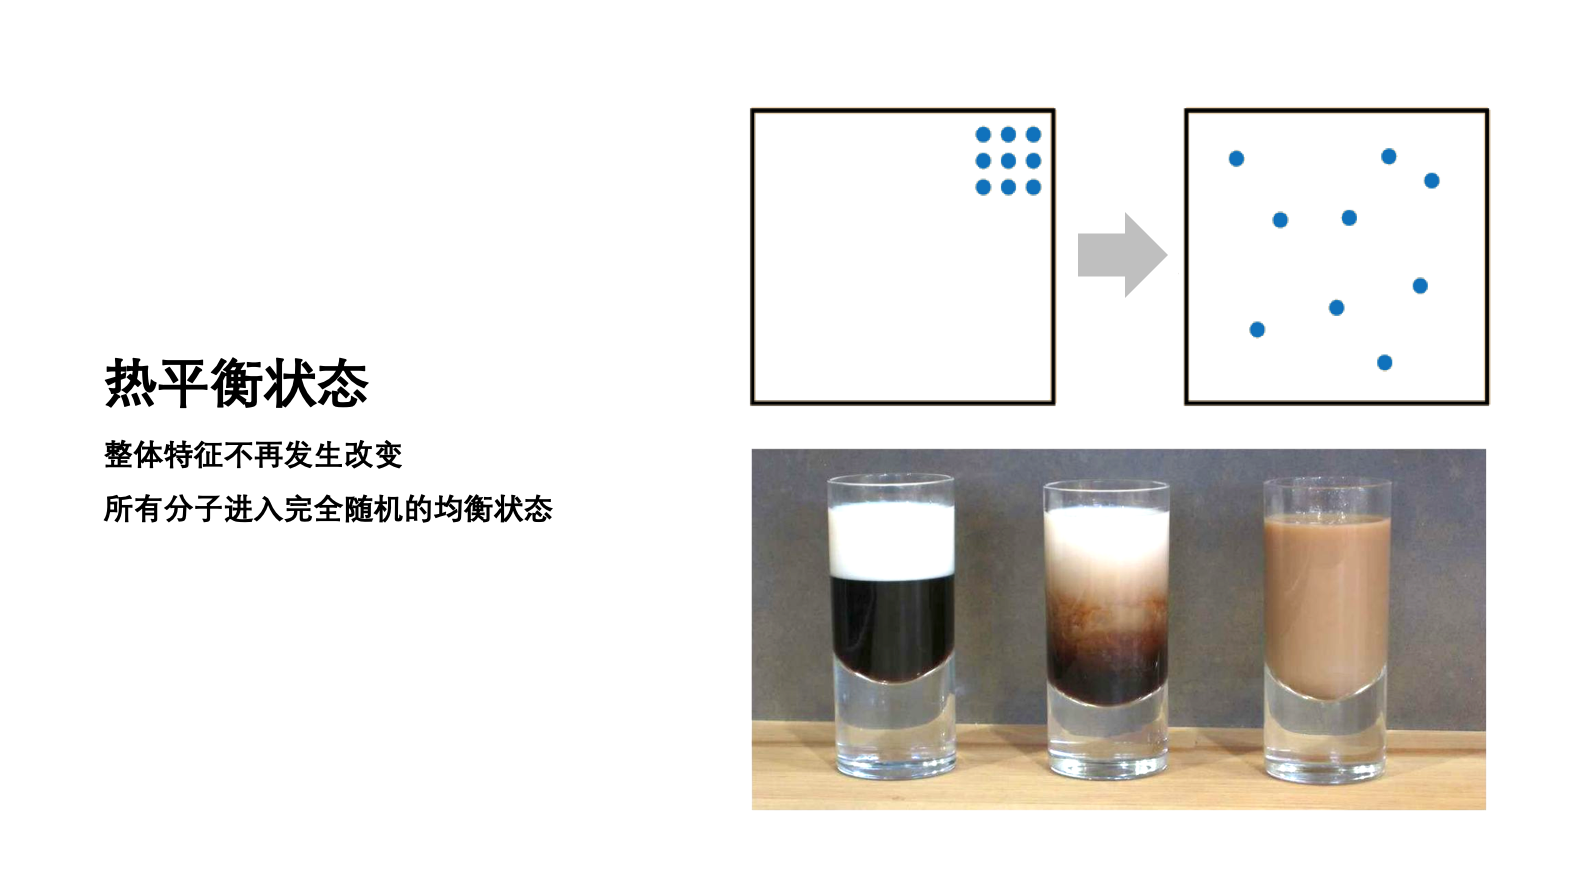 热平衡状态
整体特征不再发生改变
所有分子进入完全随机的均衡状态